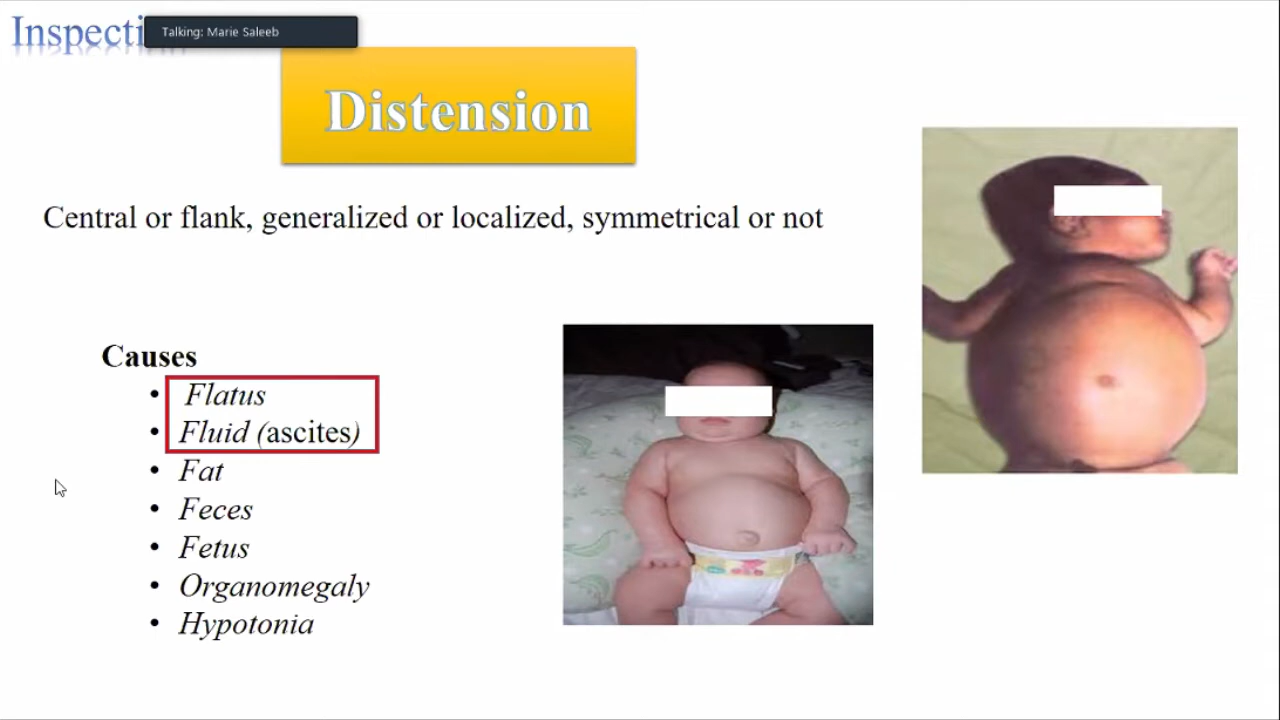 Inspecti
Talking: Marie Saleeb
Distension
Central or flank, generalized or localized, symmetrical or not
Causes
• Flatus
• Fluid (ascites)
• Fat
• Feces
• Fetus
• Organomegaly
• Hypotonia